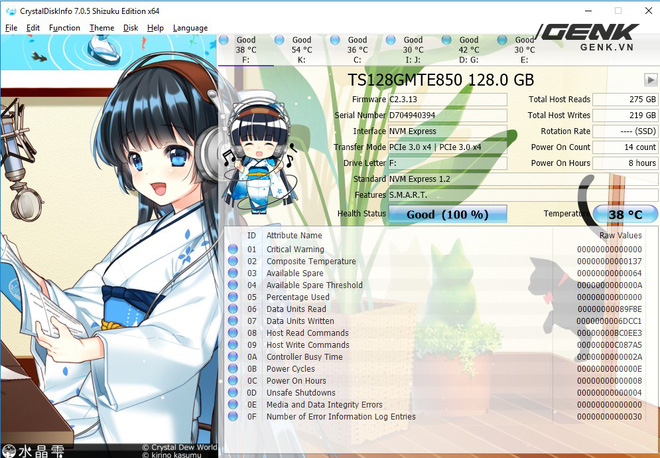 CrystalDiskInfo 7.0.5 Shizuku Edition x64
File Edit Function Theme Disk Help Language
GENK
GENK.VN
Good Good Good Good Good Good
38 °C 54 °C 36 °C 30 °C 42 °C 30 °C
F: K: C: I: J: D: G: E:
TS128GMTE850 128.0 GB
Firmware C2.3.13 Total Host Reads 275 GB
Serial Number D704940394 Total Host Writes 219 GB
Interface NVM Express Rotation Rate ---- (SSD)
Transfer Mode PCIe 3.0 x4 | PCIe 3.0 x4 Power On Count 14 count
Drive Letter F: Power On Hours 8 hours
Standard NVM Express 1.2
Features S.M.A.R.T.
Health Status Good (100 %) Temperature 38 °C
ID Attribute Name Raw Values
01 Critical Warning 00000000000000
02 Composite Temperature 00000000000137
03 Available Spare 00000000000064
04 Available Spare Threshold 0000000000000A
05 Percentage Used 00000000000000
06 Data Units Read 00000000089FBE
07 Data Units Written 0000000006DCC1
08 Host Read Commands 00000000BC0EE3
09 Host Write Commands 00000000C087A5
0A Controller Busy Time 0000000000002A
0B Power Cycles 0000000000000E
0C Power On Hours 00000000000008
0D Unsafe Shutdowns 00000000000004
0E Media and Data Integrity Errors 00000000000000
0F Number of Error Information Log Entries 00000000000030
水晶雫
© Crystal Dew World
© kirino kasumu